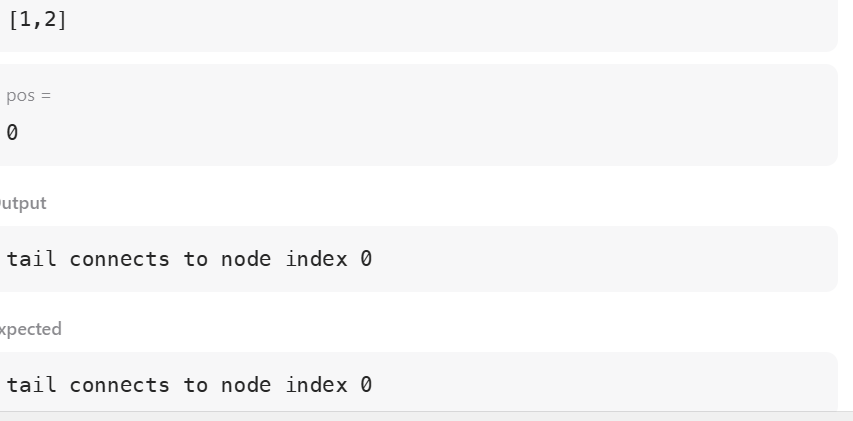 [1,2]
pos =
0
utput
tail connects to node index 0
xpected
tail connects to node index 0